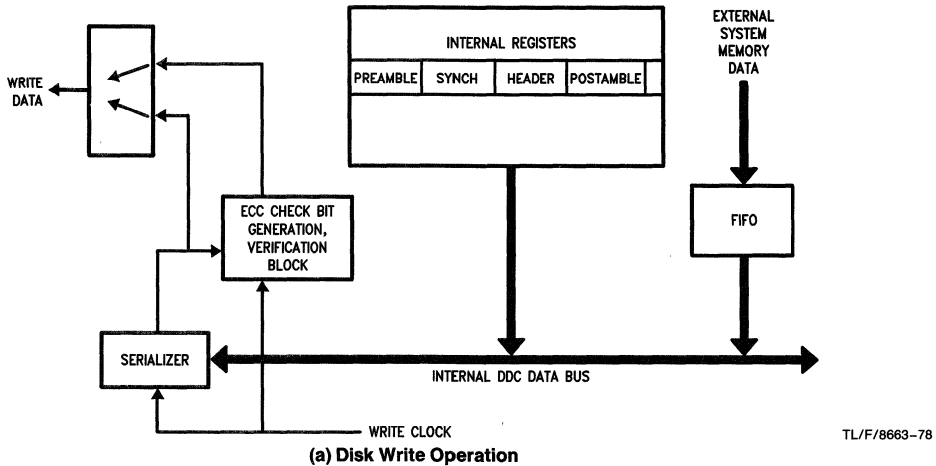 EXTERNAL
SYSTEM
MEMORY
DATA
INTERNAL REGISTERS
PREAMBLE SYNCH HEADER POSTAMBLE
WRITE
DATA
ECC CHECK BIT
GENERATION,
VERIFICATION
BLOCK
FIFO
SERIALIZER
INTERNAL DDC DATA BUS
WRITE CLOCK
TL/F/8663–78
(a) Disk Write Operation